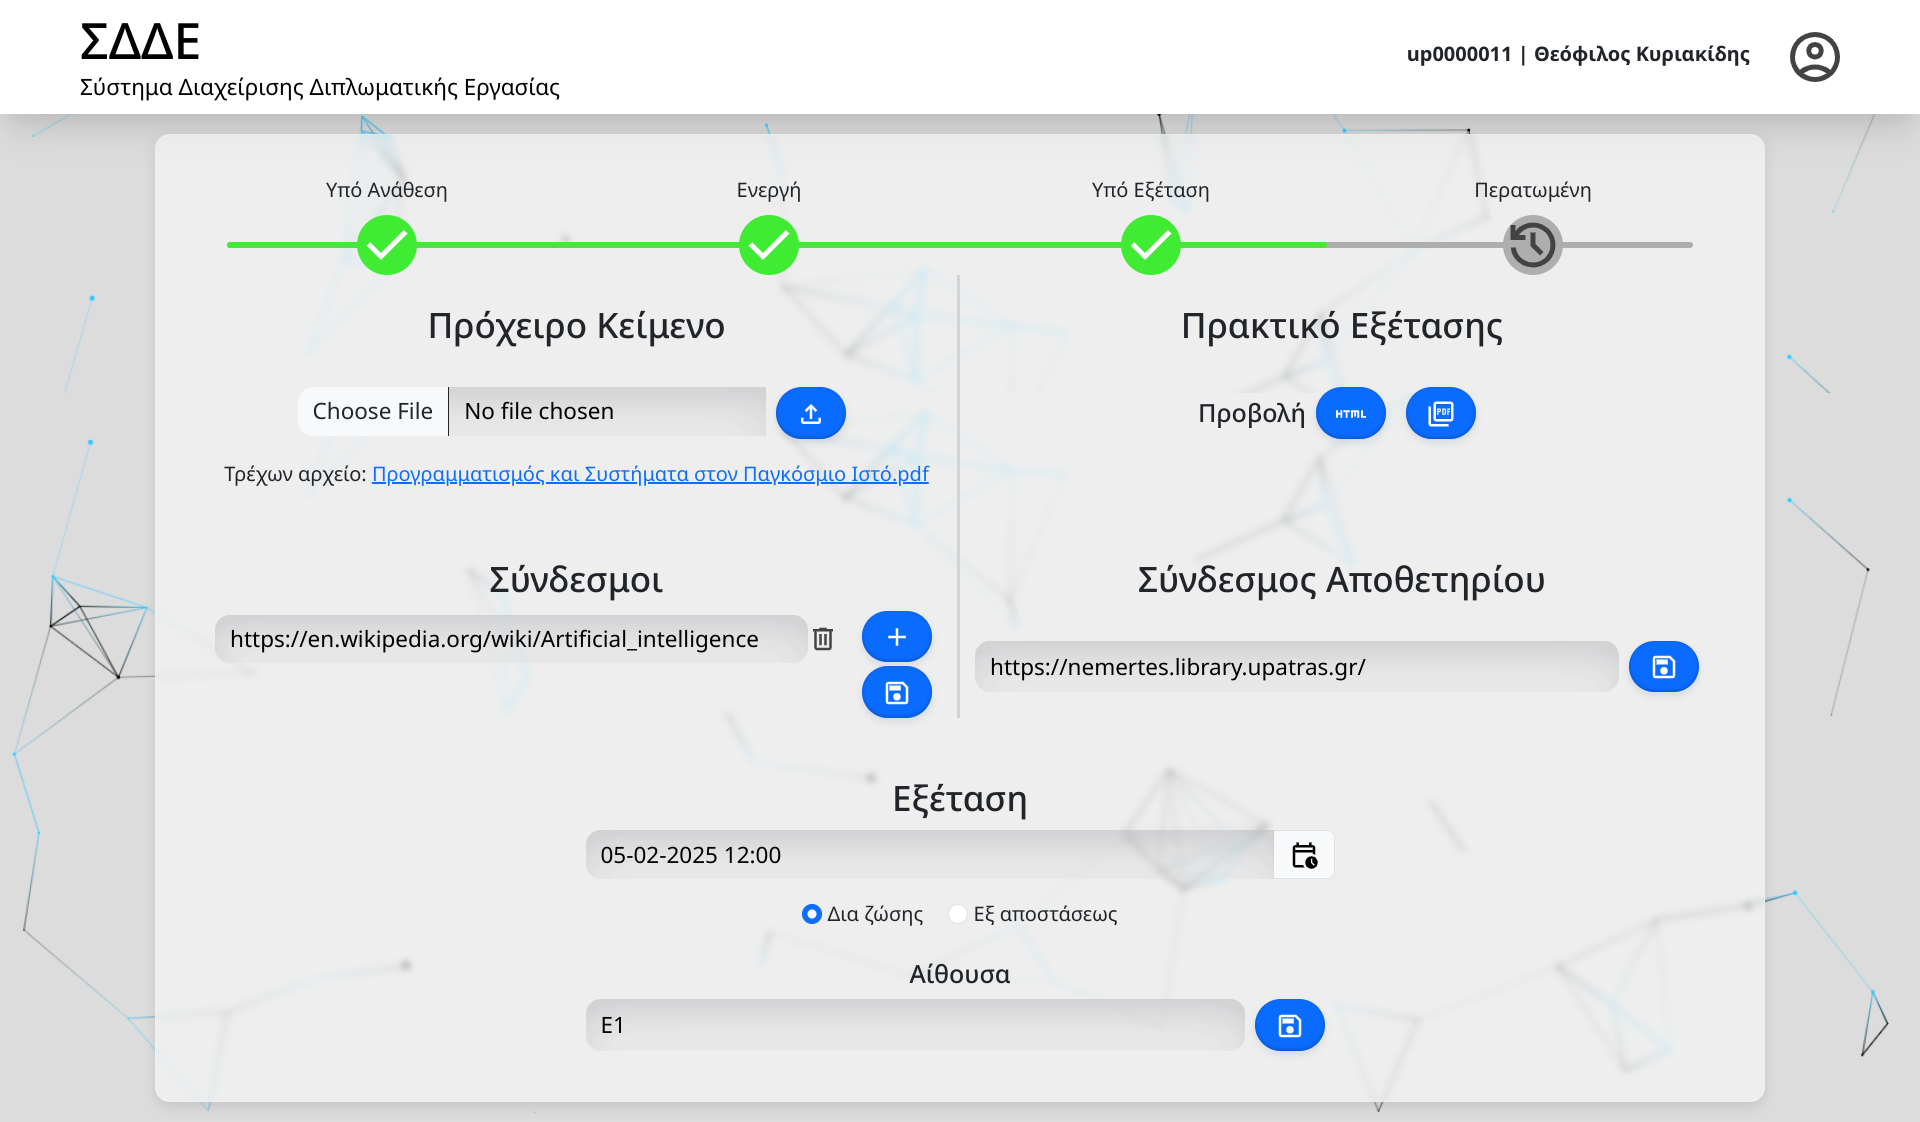 ΣΔΔΕ
Σύστημα Διαχείρισης Διπλωματικής Εργασίας
up0000011 | Θεόφιλος Κυριακίδης
Υπό Ανάθεση
Ενεργή
Υπό Εξέταση
Περατωμένη
Πρόχειρο Κείμενο
Choose File No file chosen
Τρέχων αρχείο: Προγραμματισμός και Συστήματα στον Παγκόσμιο Ιστό.pdf
Πρακτικό Εξέτασης
Προβολή HTML PDF
Σύνδεσμοι
https://en.wikipedia.org/wiki/Artificial_intelligence
Σύνδεσμος Αποθετηρίου
https://nemertes.library.upatras.gr/
Εξέταση
05-02-2025 12:00
Δια ζώσης Εξ αποστάσεως
Αίθουσα
Ε1